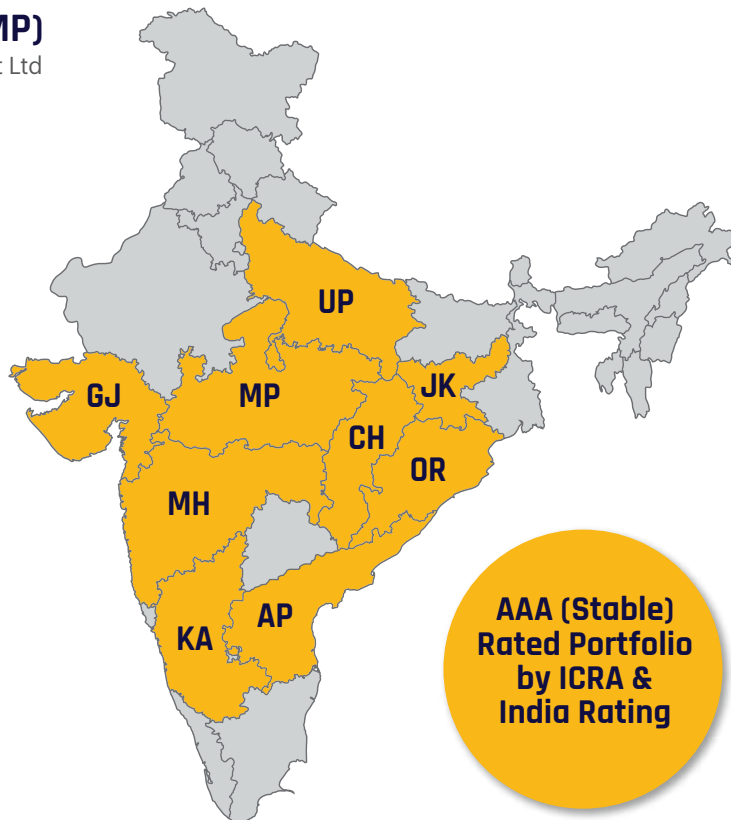 MP)
t Ltd
UP
GJ
MP
JK
CH
OR
MH
AP
KA
AAA (Stable)
Rated Portfolio
by ICRA &
India Rating